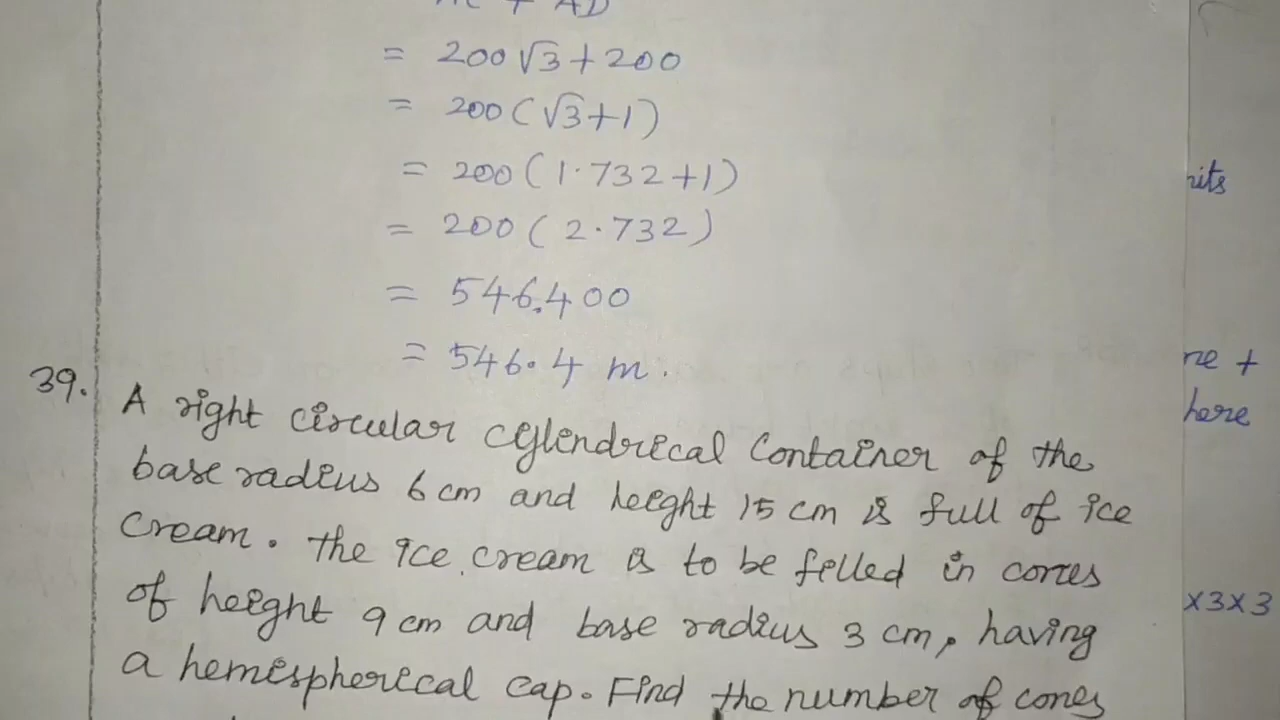 = 200√3 + 200
= 200(√3+1)
= 200(1.732+1)
= 200(2.732)
= 546.400
= 546.4 m.
39. A right circular cylindrical container of the
base radius 6 cm and height 15 cm is full of ice
cream. the ice cream is to be filled in cones
of height 9 cm and base radius 3 cm, having
a hemispherical cap. Find the number of cones
+
here
x3x3